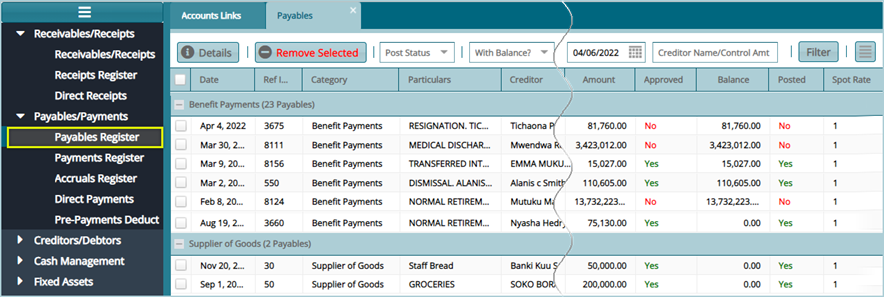 Accounts Links Payables ×
Receivables/Receipts
Receivables/Receipts
Receipts Register
Direct Receipts
Payables/Payments
Payables Register
Payments Register
Accruals Register
Direct Payments
Pre-Payments Deduct
Creditors/Debtors
Cash Management
Fixed Assets
Details Remove Selected Post Status With Balance? 04/06/2022 Creditor Name/Control Amt Filter
Date Ref I... Category Particulars Creditor Amount Approved Balance Posted Spot Rate
Benefit Payments (23 Payables)
Apr 4, 2022 3675 Benefit Payments RESIGNATION. TIC... Tichaona P 81,760.00 No 81,760.00 No 1
Mar 30, 2... 8111 Benefit Payments MEDICAL DISCHAR... Mwendwa R 3,423,012.00 No 3,423,012.00 No 1
Mar 9, 20... 8156 Benefit Payments TRANSFERRED INT... EMMA MUKU 15,027.00 Yes 15,027.00 Yes 1
Mar 2, 20... 550 Benefit Payments DISMISSAL. ALANIS... Alanis c Smith 110,605.00 Yes 110,605.00 Yes 1
Feb 8, 20... 8124 Benefit Payments NORMAL RETIREM... Mutuku Ma 13,732,223.... No 13,732,223.... No 1
Aug 19, 2... 3660 Benefit Payments NORMAL RETIREM... Nyasha Hedr 75,130.00 Yes 0.00 Yes 1
Supplier of Goods (2 Payables)
Nov 20, 2... 30 Supplier of Goods Staff Bread Banki Kuu S 50,000.00 Yes 0.00 Yes 1
Sep 1, 20... 50 Supplier of Goods GROCERIES SOKO BORA 200,000.00 Yes 0.00 Yes 1